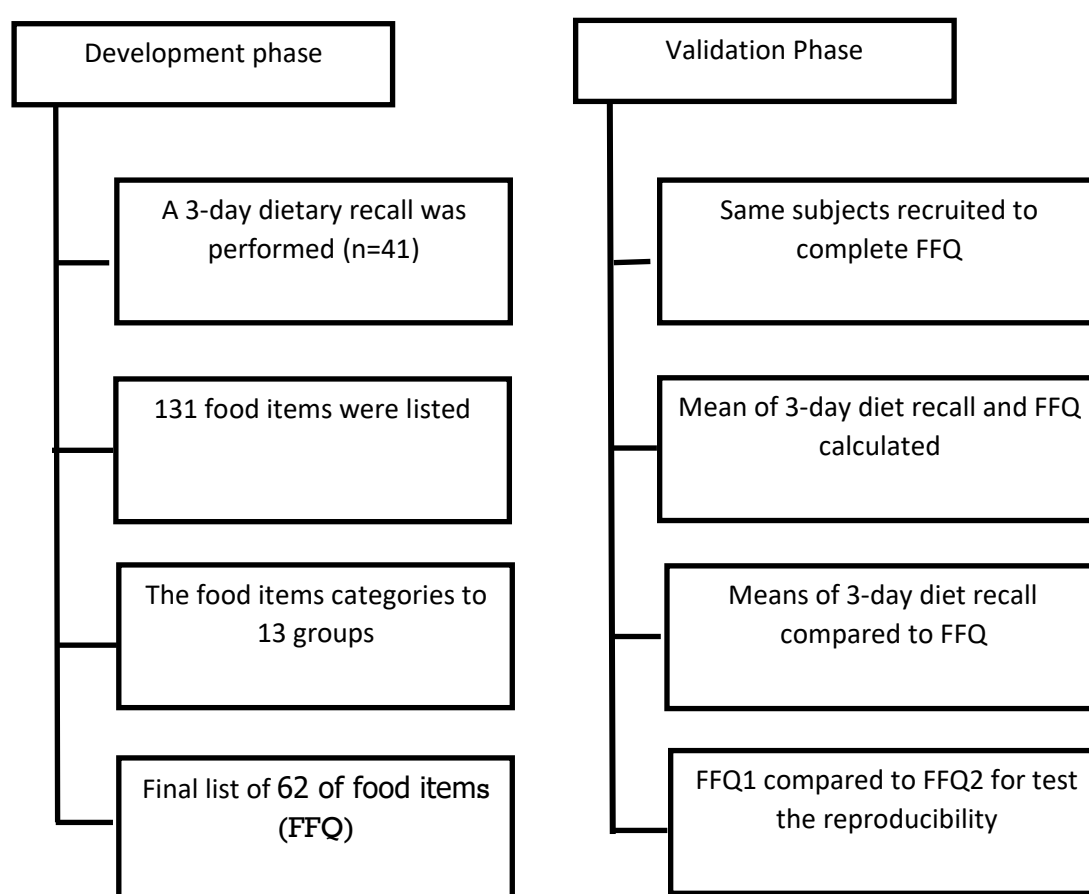 Development phase
A 3-day dietary recall was
performed (n=41)
131 food items were listed
The food items categories to
13 groups
Final list of 62 of food items
(FFQ)
Validation Phase
Same subjects recruited to
complete FFQ
Mean of 3-day diet recall and FFQ
calculated
Means of 3-day diet recall
compared to FFQ
FFQ1 compared to FFQ2 for test
the reproducibility